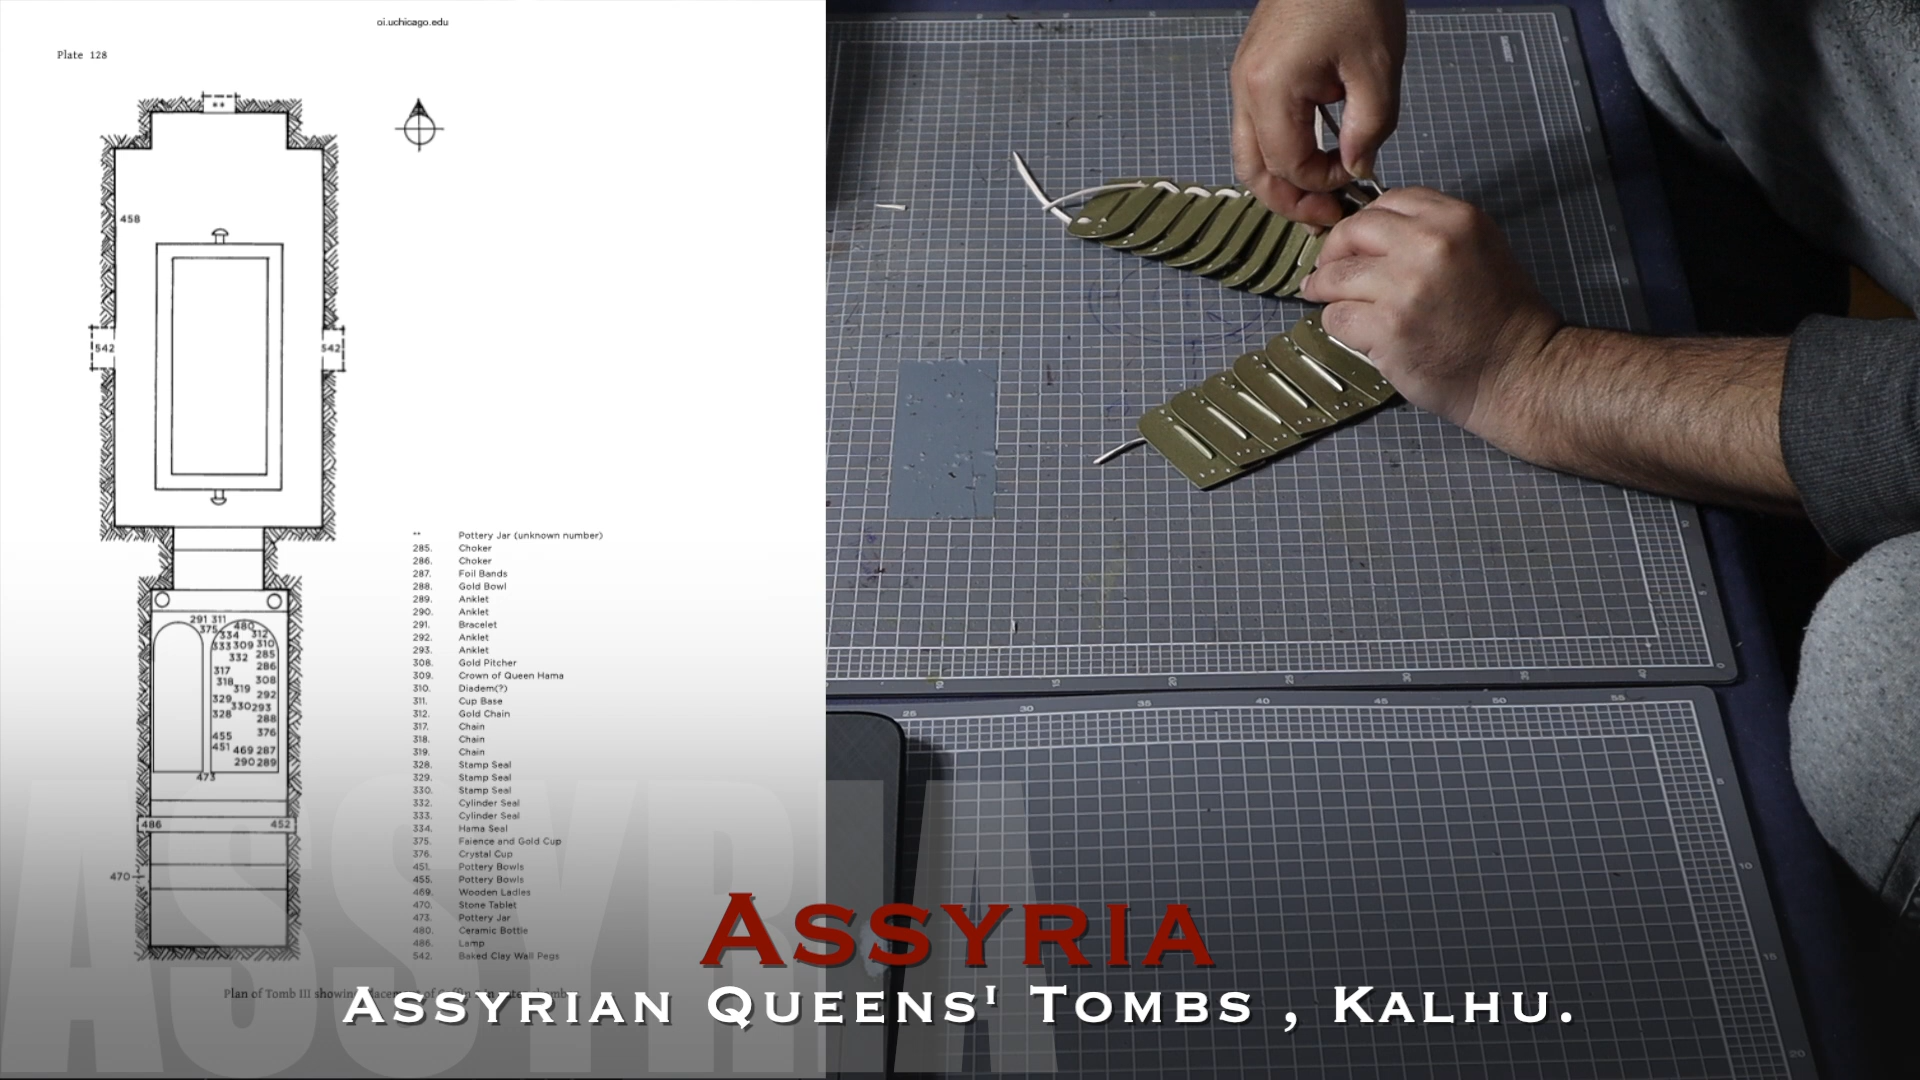 oi.uchicago.edu
Plate 128
**
458
542
542
** Pottery Jar (unknown number)
285. Choker
286. Choker
287. Foil Bands
288. Gold Bowl
289. Anklet
290. Anklet
291. Bracelet
292. Anklet
293. Anklet
308. Gold Pitcher
309. Crown of Queen Hama
310. Diadem(?)
311. Cup Base
312. Gold Chain
317. Chain
318. Chain
319. Chain
328. Stamp Seal
329. Stamp Seal
330. Stamp Seal
332. Cylinder Seal
333. Cylinder Seal
334. Hama Seal
375. Faience and Gold Cup
376. Crystal Cup
451. Pottery Bowls
455. Pottery Bowls
469. Wooden Ladles
470. Stone Tablet
473. Pottery Jar
480. Ceramic Bottle
486. Lamp
542. Baked Clay Wall Pegs
291 311
375 480
334 312
333 309 310
332 285
286
317
318 308
319
292
329 330 293
328 288
376
455
451 469 287
290 289
473
486 452
470
Plan of Tomb III showing placement of
ASSYRIA
Assyria
Assyrian Queens' Tombs , Kalhu.